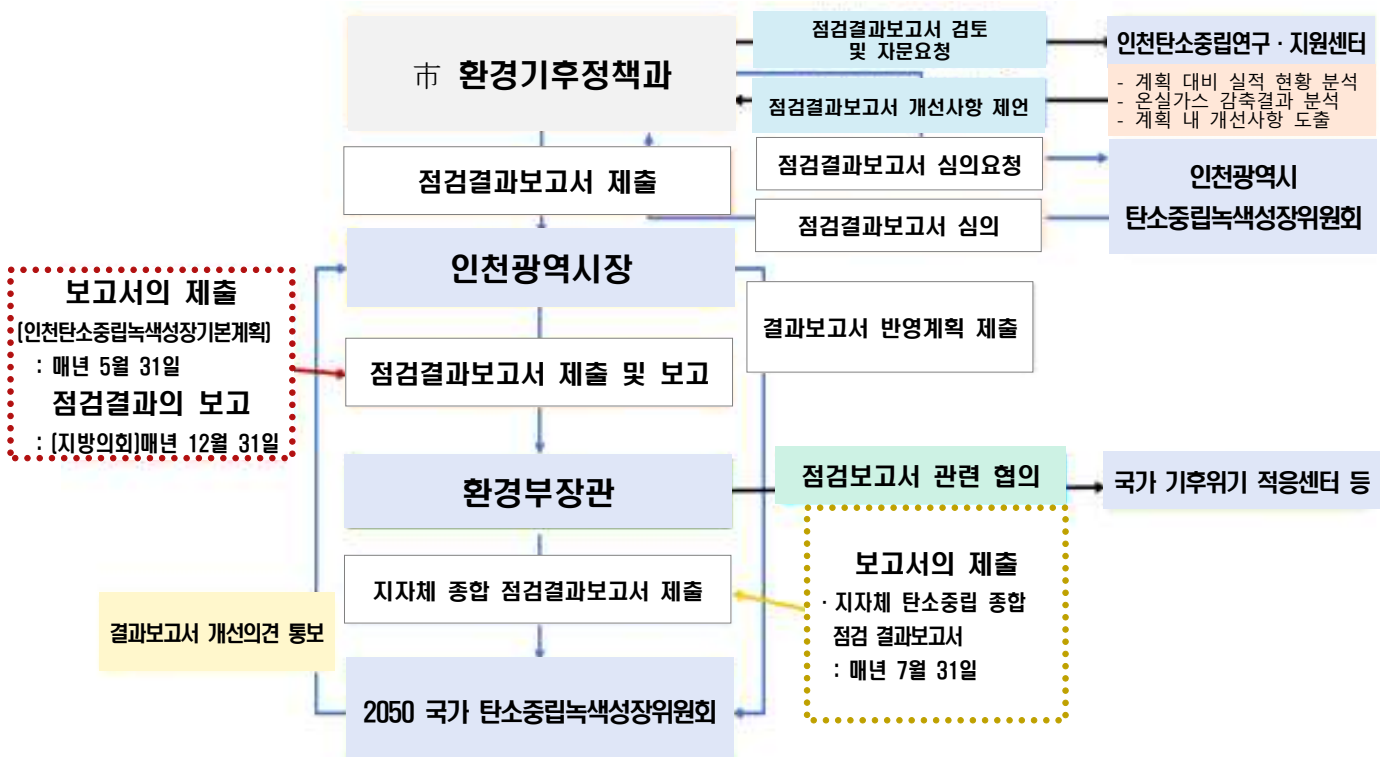 市 환경기후정책과
점검결과보고서 검토
및 자문요청
인천탄소중립연구 · 지원센터
- 계획 대비 실적 현황 분석
- 온실가스 감축결과 분석
- 계획 내 개선사항 도출
점검결과보고서 개선사항 제언
점검결과보고서 제출
점검결과보고서 심의요청
점검결과보고서 심의
인천광역시
탄소중립녹색성장위원회
인천광역시장
보고서의 제출
(인천탄소중립녹색성장기본계획)
: 매년 5월 31일
점검결과의 보고
: (지방의회)매년 12월 31일
결과보고서 반영계획 제출
점검결과보고서 제출 및 보고
환경부장관
점검보고서 관련 협의
국가 기후위기 적응센터 등
보고서의 제출
· 지자체 탄소중립 종합
점검 결과보고서
: 매년 7월 31일
지자체 종합 점검결과보고서 제출
결과보고서 개선의견 통보
2050 국가 탄소중립녹색성장위원회